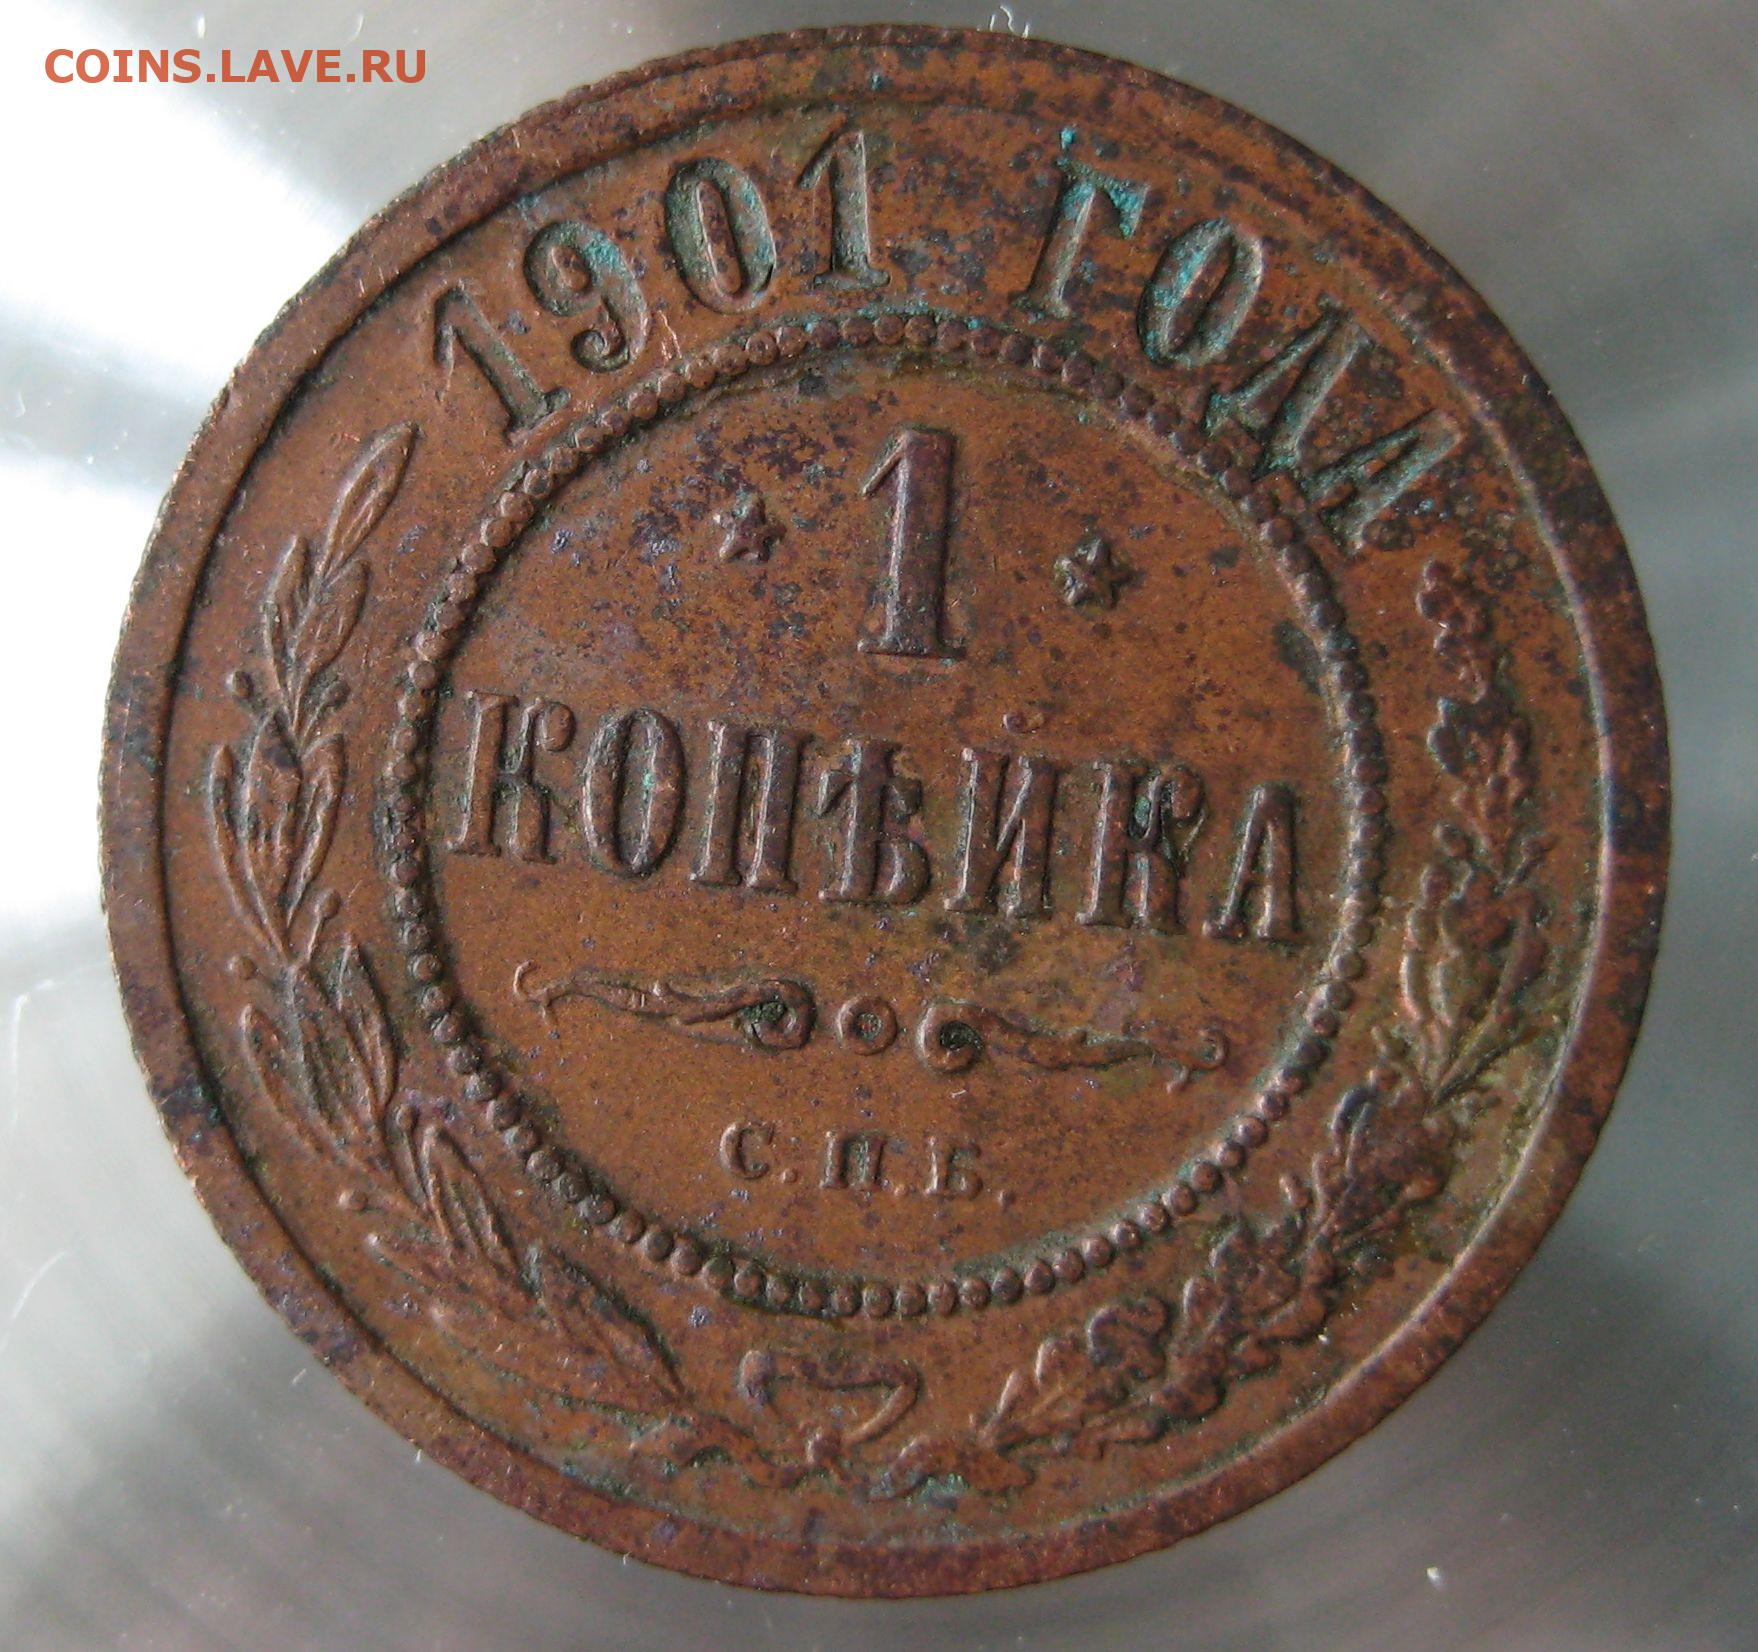 COINS.LAVE.RU
1901 ГОДА
* 1 *
КОПѢЙКА
С.П.Б.